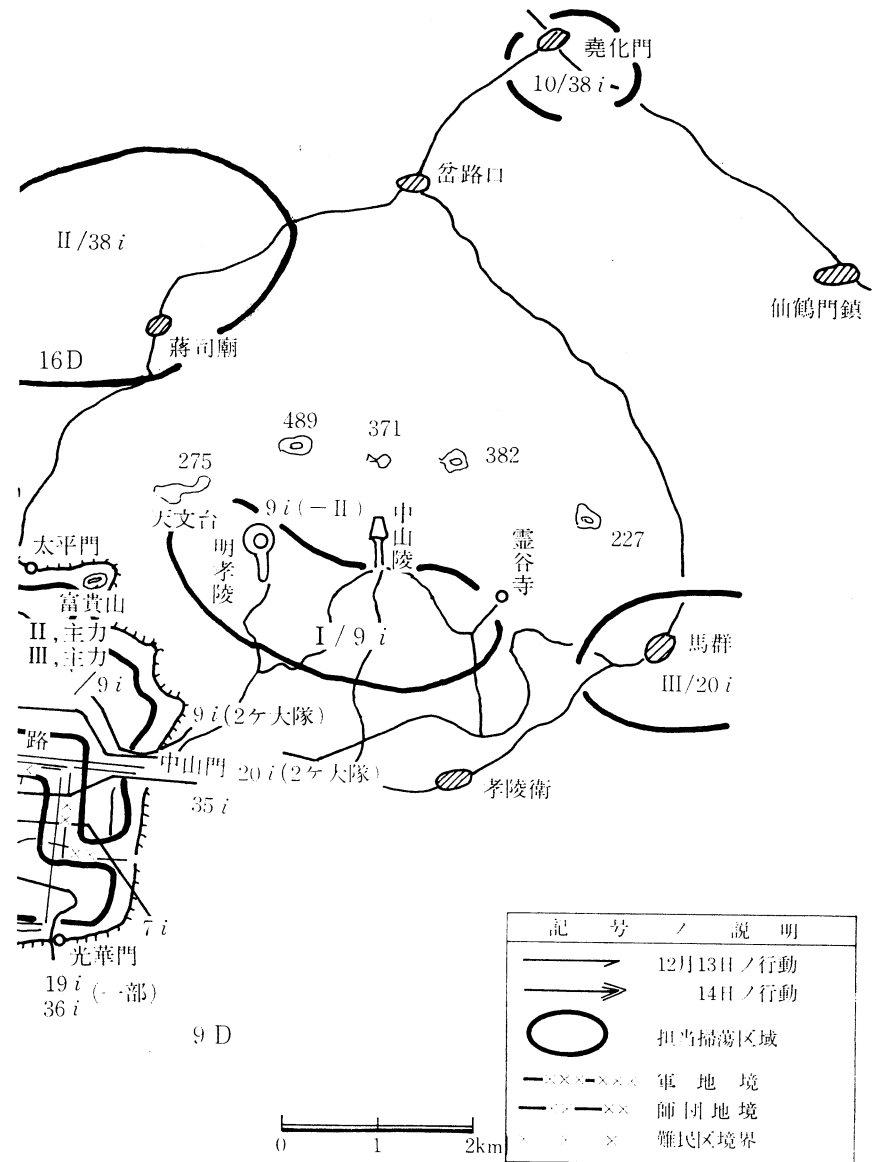 堯化門
10/38 i
岔路口
II/38 i
仙鶴門鎮
蔣司廟
16D
489
371
382
275
227
天文台
9 i (−II)
中山陵
明孝陵
霊谷寺
太平門
富貴山
II,主力
III,主力
/9 i
I/9 i
馬群
III/20 i
9 i (2ケ大隊)
路
中山門
20 i (2ケ大隊)
35 i
孝陵衛
7 i
光華門
19 i
36 i
(一部)
9 D
0 1 2km
記号ノ説明
12月13日ノ行動
14日ノ行動
担当掃蕩区域
軍地境
師団地境
難民区境界